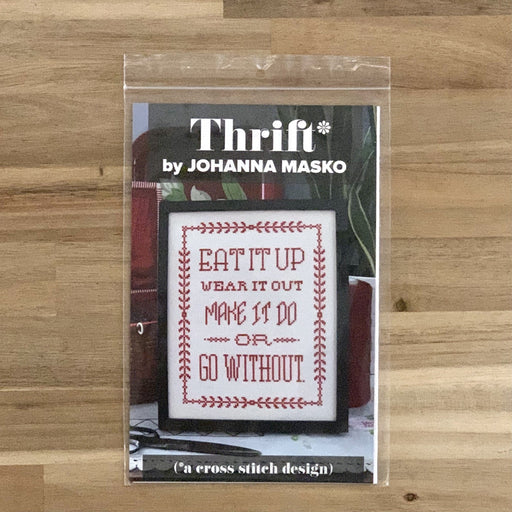 Thrift*
by JOHANNA MASKO
EAT IT UP
WEAR IT OUT
MAKE IT DO
OR
GO WITHOUT.
(*a cross stitch design)